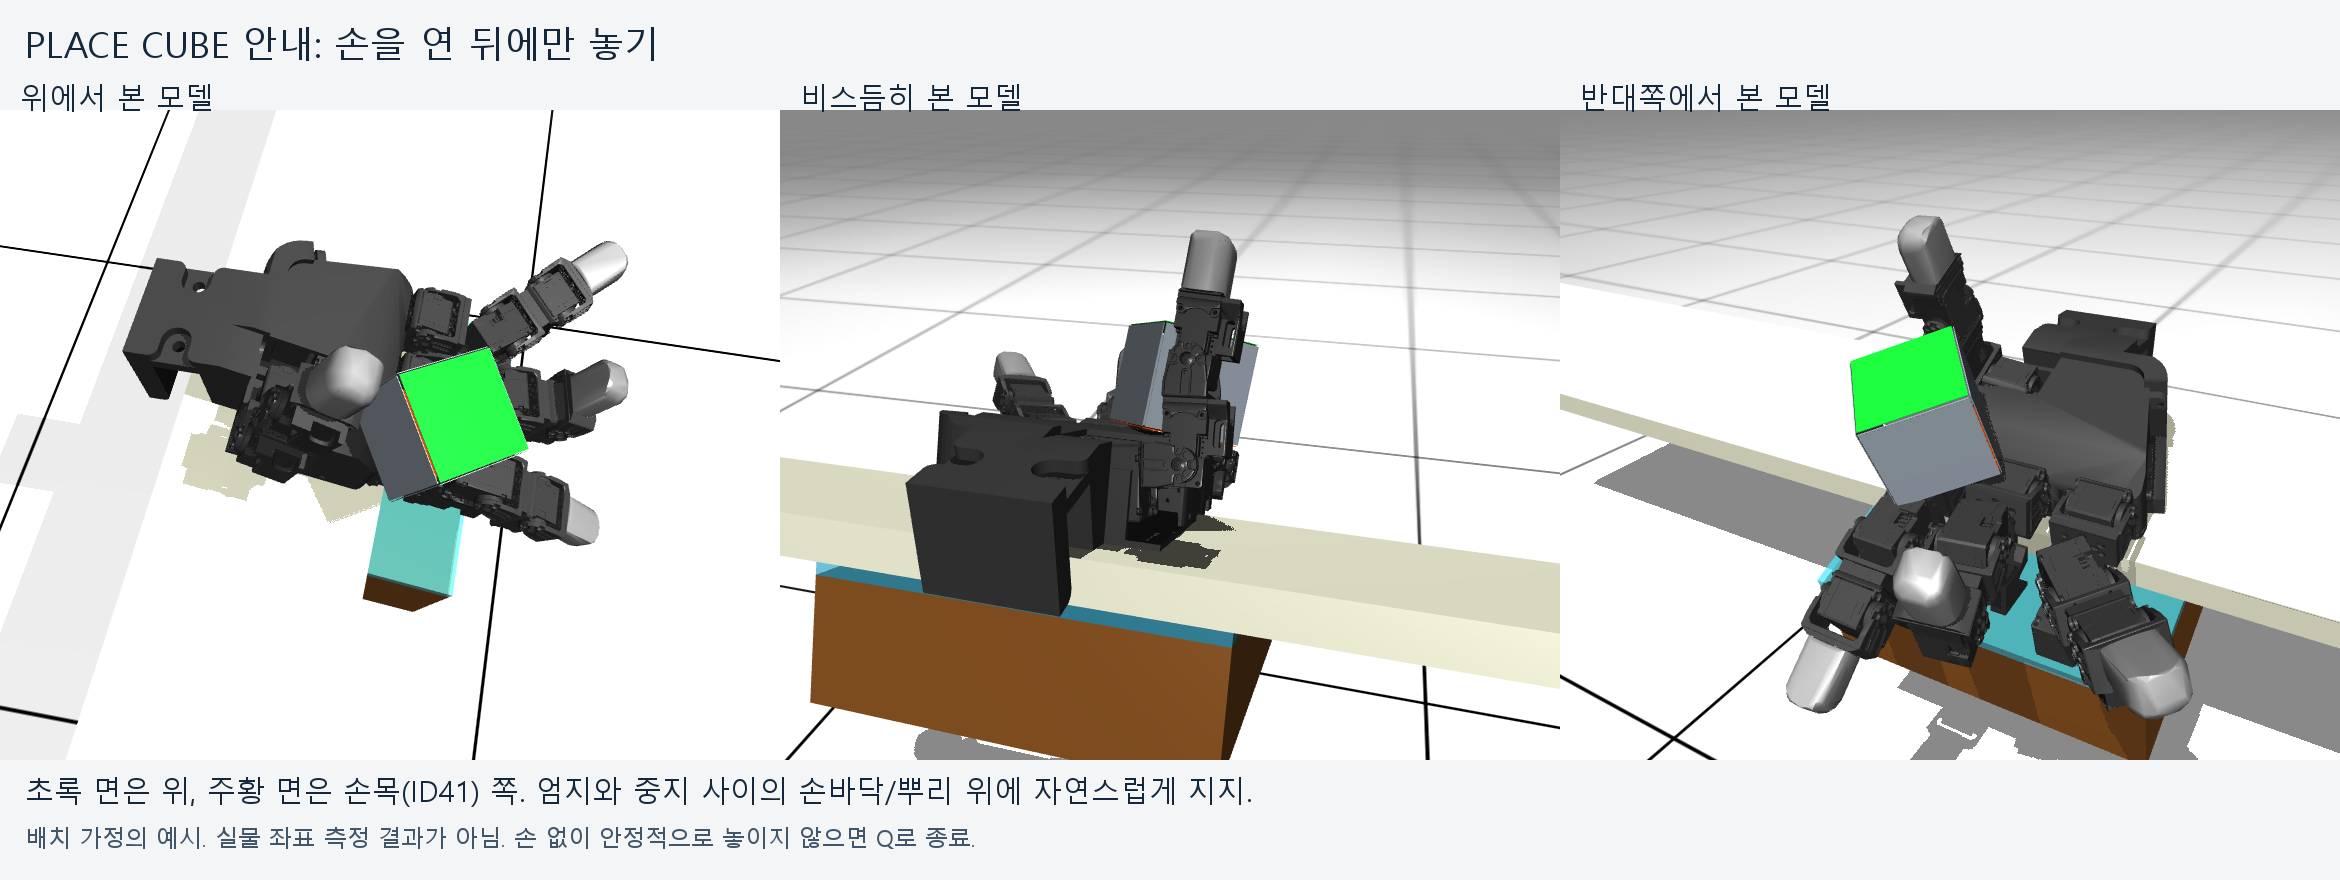 PLACE CUBE 안내: 손을 연 뒤에만 놓기
위에서 본 모델
비스듬히 본 모델
반대쪽에서 본 모델
초록 면은 위, 주황 면은 손목(ID41) 쪽. 엄지와 중지 사이의 손바닥/뿌리 위에 자연스럽게 지지.
배치 가정의 예시. 실물 좌표 측정 결과가 아님. 손 없이 안정적으로 놓이지 않으면 Q로 종료.